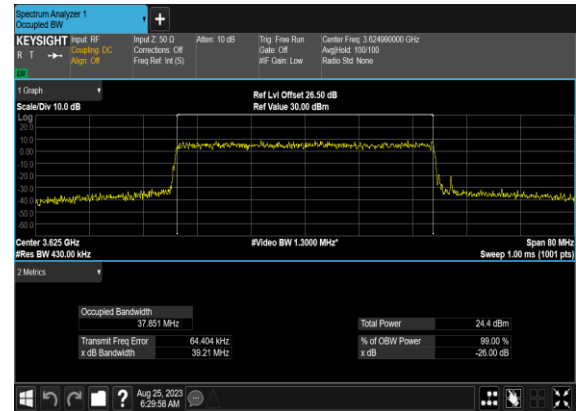 Spectrum Analyzer 1
Occupied BW
+
KEYSIGHT Input: RF Input Z: 50 Ω Atten: 10 dB Trig: Free Run Center Freq: 3.624990000 GHz
R T Coupling: DC Corrections: Off Gate: Off Avg|Hold: 100/100
Align: Off Freq Ref: Int (S) #IF Gain: Low Radio Std: None
1 Graph
Ref Lvl Offset 26.50 dB
Scale/Div 10.0 dB Ref Value 30.00 dBm
Log
20.0
10.0
0.00
-10.0
-20.0
-30.0
-40.0
-50.0
-60.0
Center 3.625 GHz #Video BW 1.3000 MHz* Span 80 MHz
#Res BW 430.00 kHz Sweep 1.00 ms (1001 pts)
2 Metrics
Occupied Bandwidth
37.851 MHz Total Power 24.4 dBm
Transmit Freq Error 64.404 kHz % of OBW Power 99.00 %
x dB Bandwidth 39.21 MHz x dB -26.00 dB
? Aug 25, 2023
6:29:58 AM